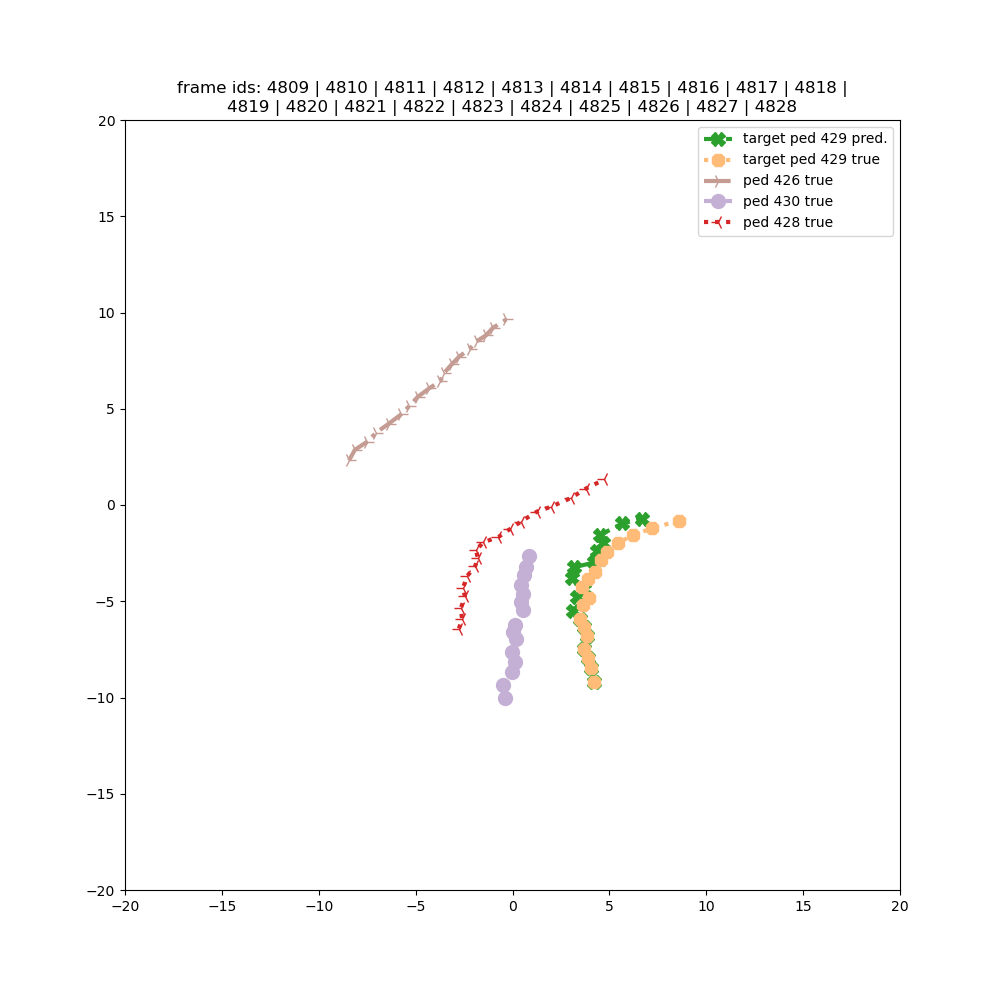 frame ids: 4809 | 4810 | 4811 | 4812 | 4813 | 4814 | 4815 | 4816 | 4817 | 4818 |
4819 | 4820 | 4821 | 4822 | 4823 | 4824 | 4825 | 4826 | 4827 | 4828
target ped 429 pred.
target ped 429 true
ped 426 true
ped 430 true
ped 428 true
20
15
10
5
0
−5
−10
−15
−20
−20 −15 −10 −5 0 5 10 15 20